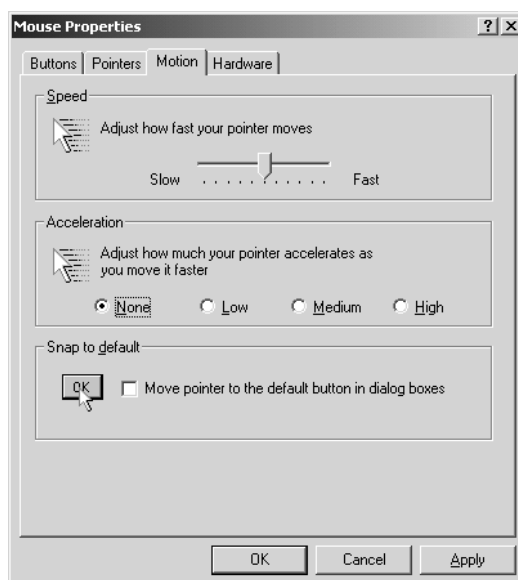 Mouse Properties
Buttons Pointers Motion Hardware
Speed
Adjust how fast your pointer moves
Slow Fast
Acceleration
Adjust how much your pointer accelerates as
you move it faster
None Low Medium High
Snap to default
OK Move pointer to the default button in dialog boxes
OK Cancel Apply